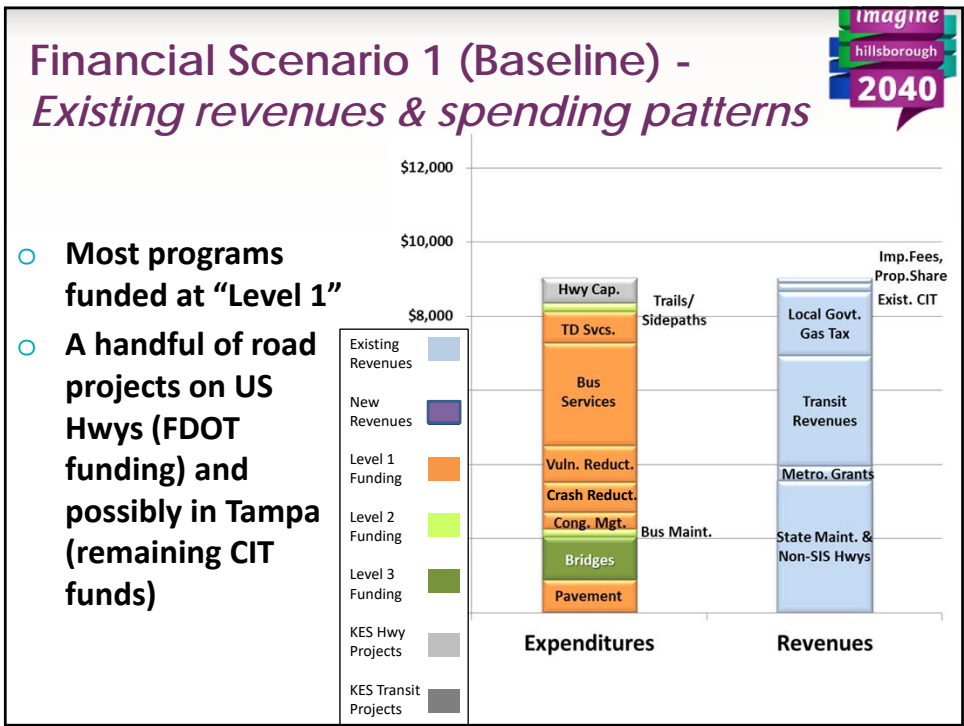 Financial Scenario 1 (Baseline) -
Existing revenues & spending patterns
imagine
hillsborough
2040
○ Most programs
funded at “Level 1”
○ A handful of road
projects on US
Hwys (FDOT
funding) and
possibly in Tampa
(remaining CIT
funds)
Existing
Revenues
New
Revenues
Level 1
Funding
Level 2
Funding
Level 3
Funding
KES Hwy
Projects
KES Transit
Projects
$12,000
$10,000
$8,000
Hwy Cap.
Trails/
Sidepaths
TD Svcs.
Bus
Services
Vuln. Reduct.
Crash Reduct.
Cong. Mgt.
Bus Maint.
Bridges
Pavement
Expenditures
Imp.Fees,
Prop.Share
Exist. CIT
Local Govt.
Gas Tax
Transit
Revenues
Metro. Grants
State Maint. &
Non-SIS Hwys
Revenues